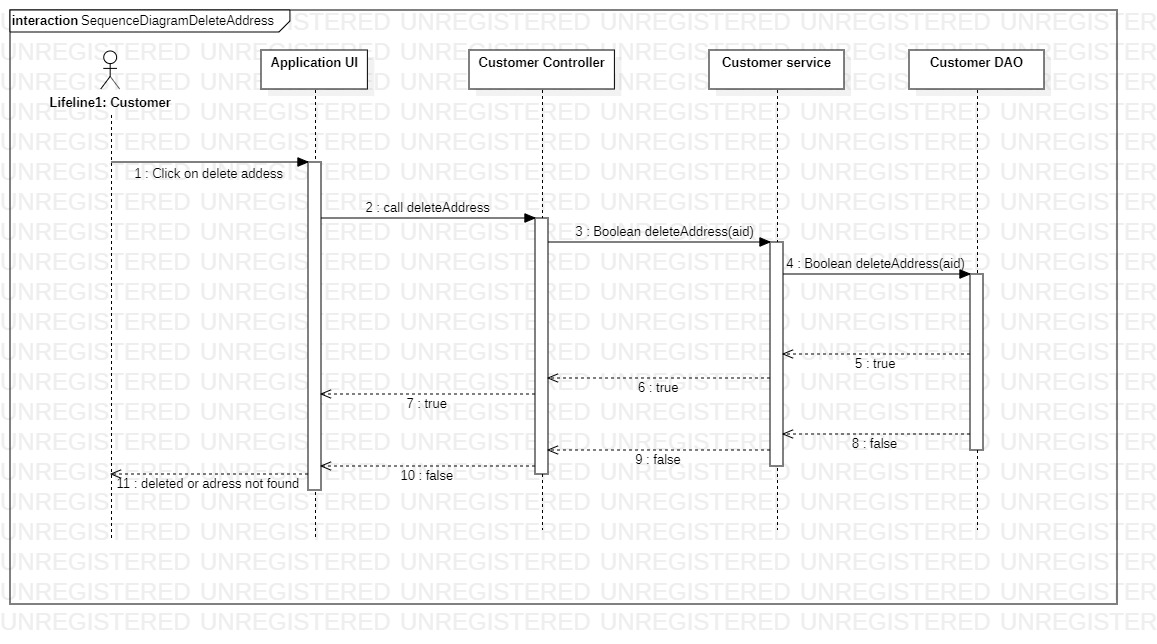 interaction SequenceDiagramDeleteAddress
Application UI
Customer Controller
Customer service
Customer DAO
Lifeline1: Customer
1 : Click on delete addess
2 : call deleteAddress
3 : Boolean deleteAddress(aid)
4 : Boolean deleteAddress(aid)
5 : true
6 : true
7 : true
8 : false
9 : false
10 : false
11 : deleted or adress not found
UNREGISTERED